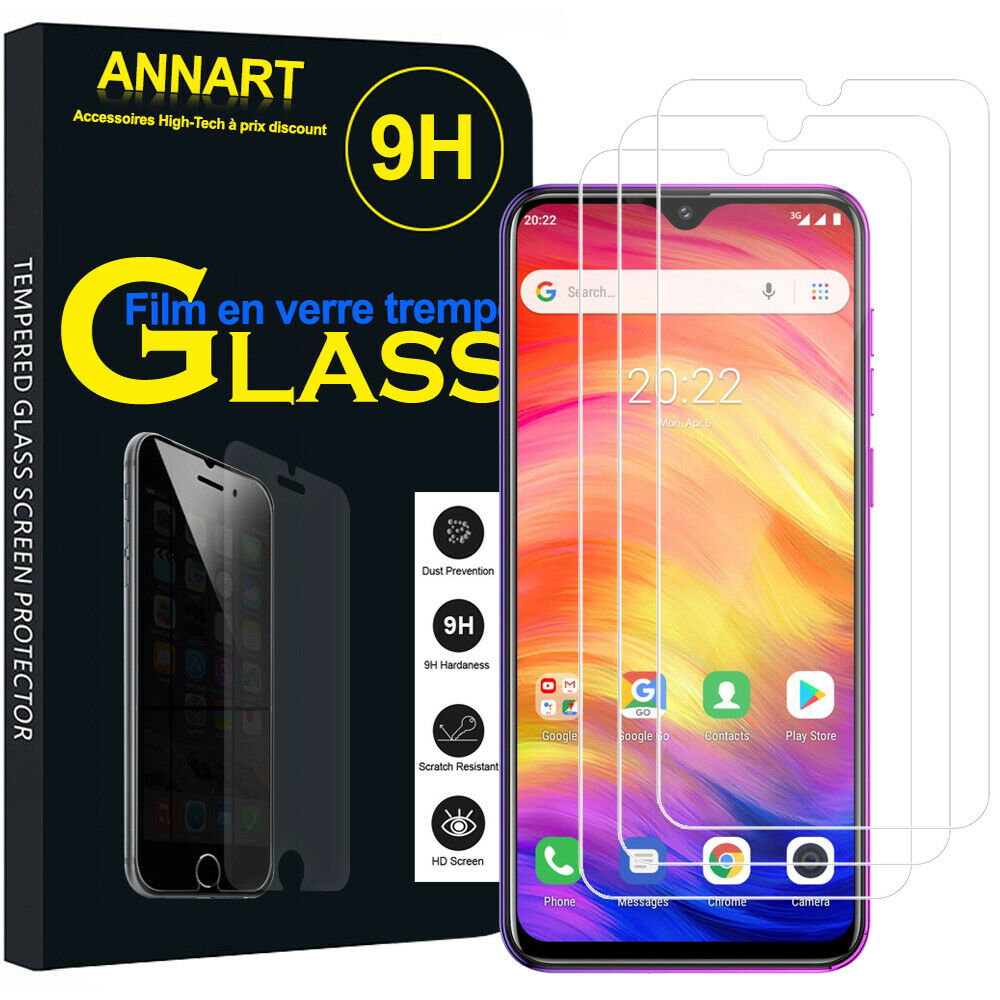 ANNART
Accessoires High-Tech à prix discount
9H
Film en verre trempé
GLASS
TEMPERED GLASS SCREEN PROTECTOR
Dust Prevention
9H
9H Hardaness
Scratch Resistant
HD Screen
20:22
3G
G Search...
20:22
Mon, Apr 6
GO
Google
Google Go
Contacts
Play Store
Phone
Messages
Chrome
Camera